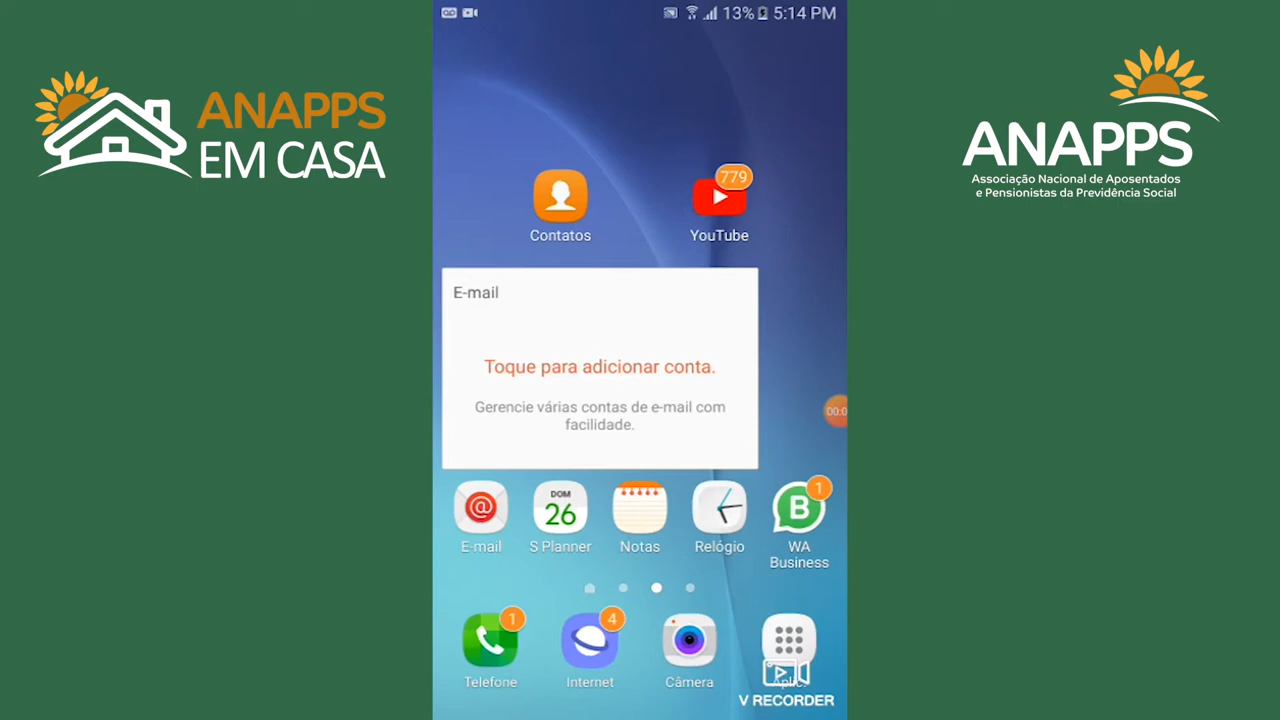 ANAPPS
EM CASA
ANAPPS
Associação Nacional de Aposentados
e Pensionistas da Previdência Social
13% 5:14 PM
779
Contatos
YouTube
E-mail
Toque para adicionar conta.
Gerencie várias contas de e-mail com
facilidade.
00:0
@
DOM
26
B
1
E-mail
S Planner
Notas
Relógio
WA
Business
1
4
Telefone
Internet
Câmera
V RECORDER